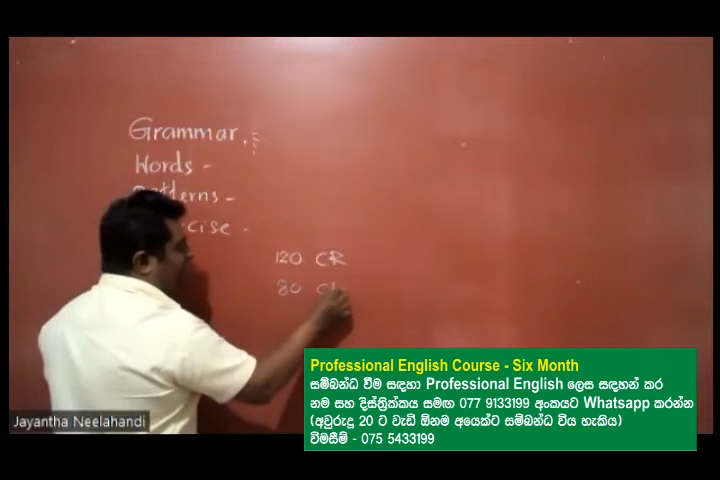 Grammar.
Words -
Patterns -
cise -
120 CR
80 C
Professional English Course - Six Month
සම්බන්ධ වීම සඳහා Professional English ලෙස සඳහන් කර
නම සහ දිස්ත්‍රික්කය සමඟ 077 9133199 අංකයට Whatsapp කරන්න
(අවුරුදු 20 ට වැඩි ඕනම අයෙක්ට සම්බන්ධ විය හැකිය)
විමසීම් - 075 5433199
Jayantha Neelahandi